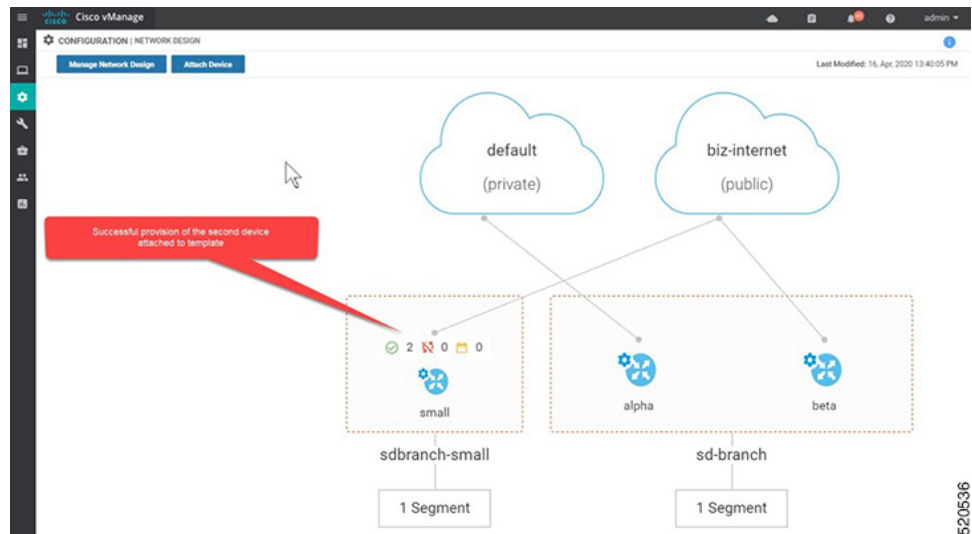 CISCO Cisco vManage
admin
CONFIGURATION | NETWORK DESIGN
Manage Network Design Attach Device
Last Modified: 16, Apr, 2020 13:40:05 PM
default
(private)
biz-internet
(public)
Successful provision of the second device
attached to template
2 0 0
small
alpha
beta
sdbranch-small
sd-branch
1 Segment
1 Segment
520536